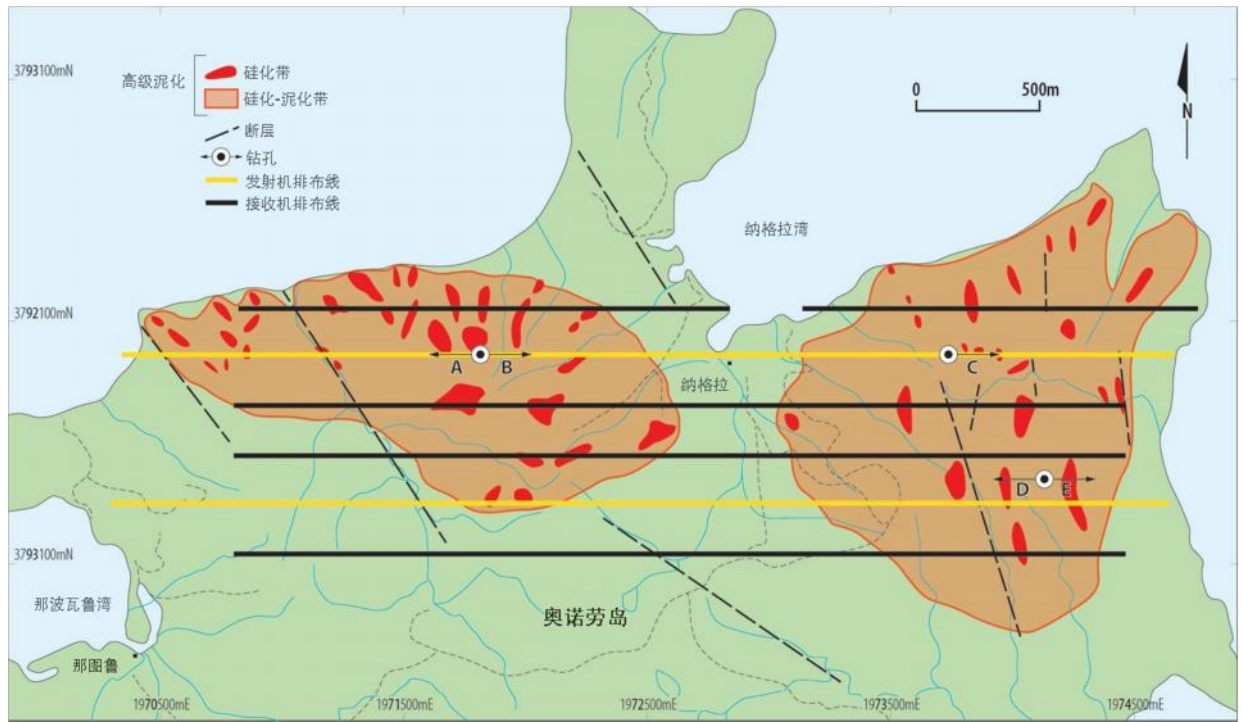 3793100mN
高级泥化
硅化带
硅化-泥化带
断层
钻孔
发射机排布线
接收机排布线
0 500m
N
纳格拉湾
3792100mN
A B
C
纳格拉
D E
3793100mN
那波瓦鲁湾
奥诺劳岛
那图鲁
1970500mE 1971500mE 1972500mE 1973500mE 1974500mE